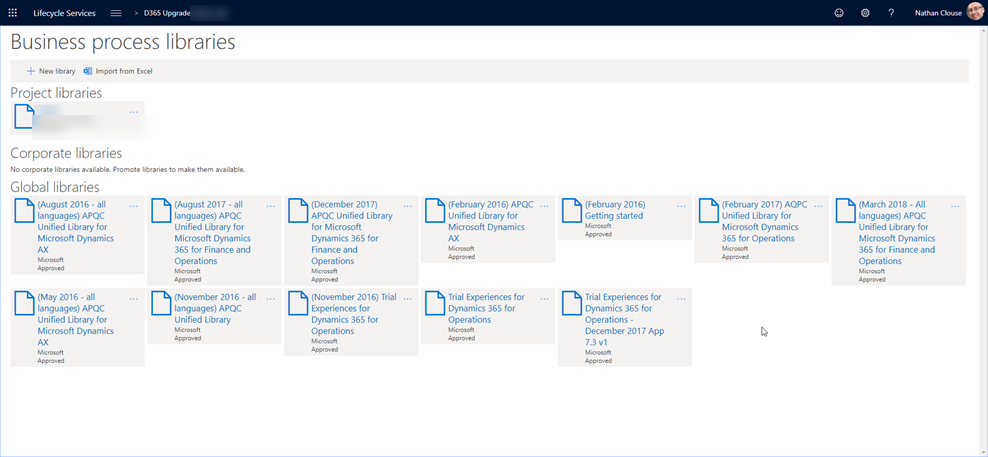 Lifecycle Services > D365 Upgrade ? Nathan Clouse
Business process libraries
+ New library Import from Excel
Project libraries
...
Corporate libraries
No corporate libraries available. Promote libraries to make them available.
Global libraries
(August 2016 - all
languages) APQC
Unified Library for
Microsoft Dynamics
AX
Microsoft
Approved
...
(August 2017 - all
languages) APQC
Unified Library for
Microsoft Dynamics
365 for Finance and
Operations
Microsoft
Approved
...
(December 2017)
APQC Unified Library
for Microsoft
Dynamics 365 for
Finance and
Operations
Microsoft
Approved
...
(February 2016) APQC
Unified Library for
Microsoft Dynamics
AX
Microsoft
Approved
...
(February 2016)
Getting started
Microsoft
Approved
...
(February 2017) AQPC
Unified Library for
Microsoft Dynamics
365 for Operations
Microsoft
Approved
...
(March 2018 - All
languages) APQC
Unified Library for
Microsoft Dynamics
365 for Finance and
Operations
Microsoft
Approved
...
(May 2016 - all
languages) APQC
Unified Library for
Microsoft Dynamics
AX
Microsoft
Approved
...
(November 2016 - all
languages) APQC
Unified Library
Microsoft
Approved
...
(November 2016) Trial
Experiences for
Dynamics 365 for
Operations
Microsoft
Approved
...
Trial Experiences for
Dynamics 365 for
Operations
Microsoft
Approved
...
Trial Experiences for
Dynamics 365 for
Operations -
December 2017 App
7.3 v1
Microsoft
Approved
...